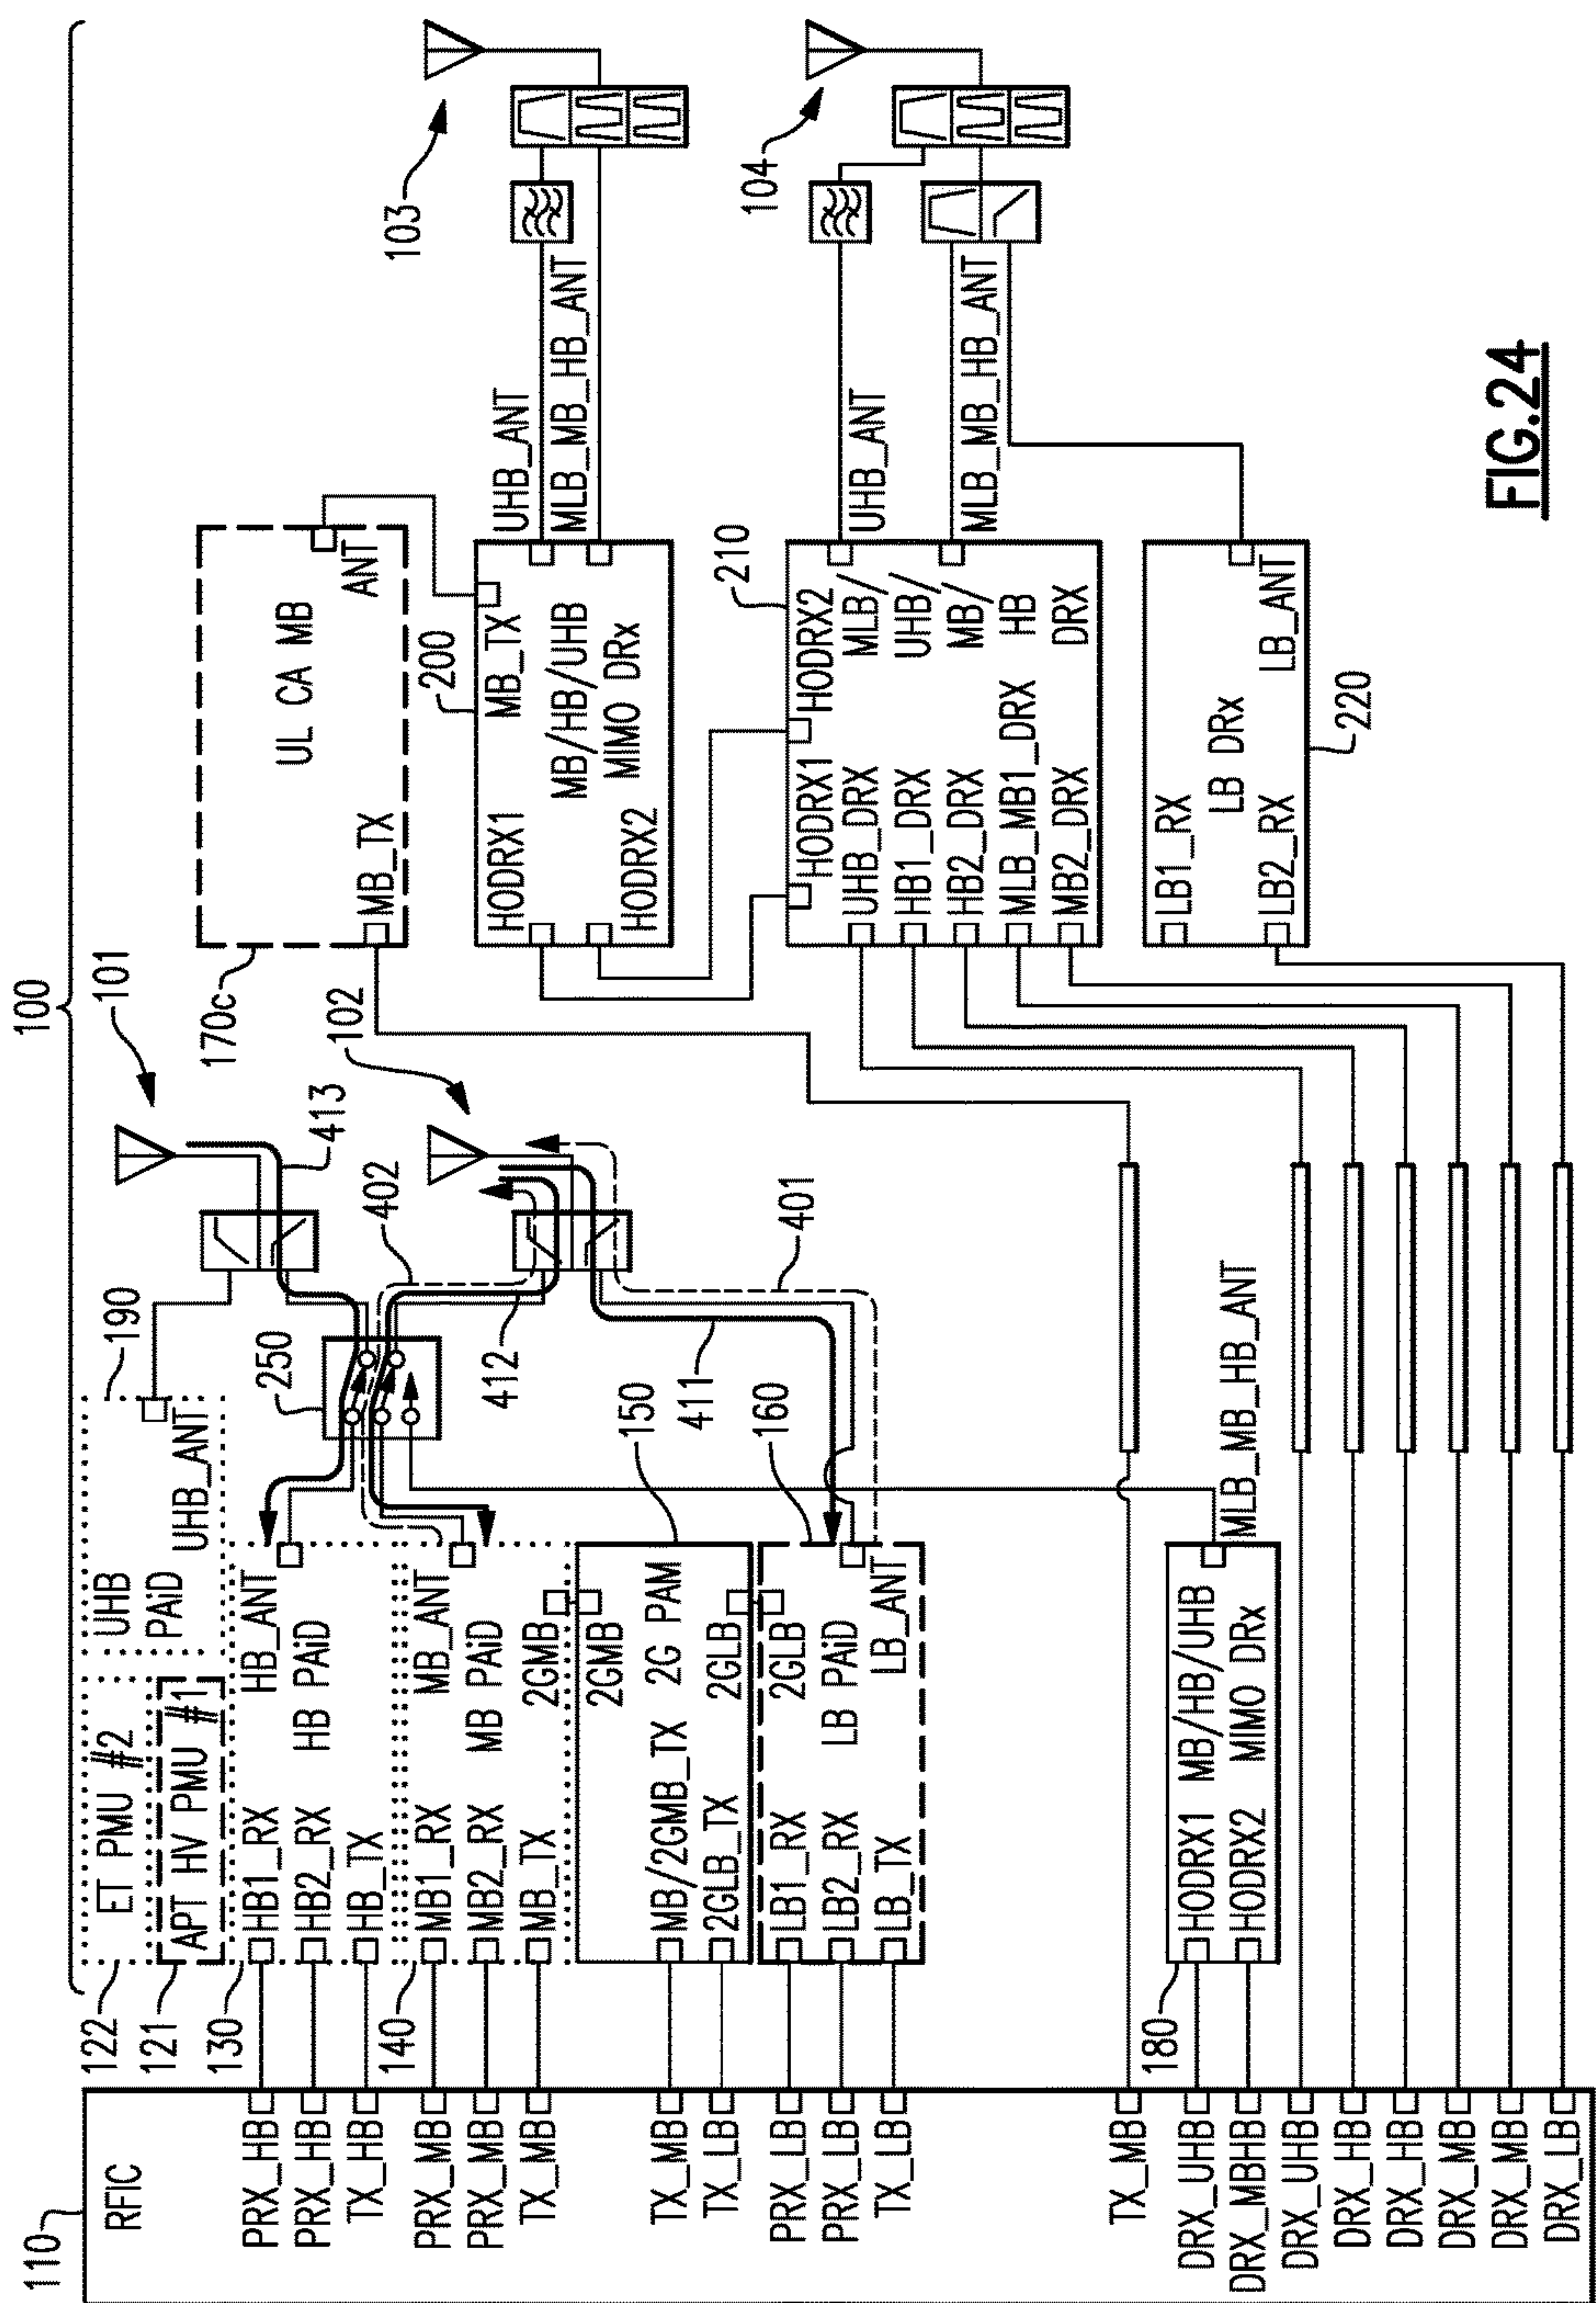 100
110
RFIC
PRX_HB
PRX_HB
TX_HB
PRX_MB
PRX_MB
TX_MB
TX_MB
TX_LB
PRX_LB
PRX_LB
TX_LB
TX_MB
DRX_UHB
DRX_MBHB
DRX_UHB
DRX_HB
DRX_HB
DRX_MB
DRX_MB
DRX_LB
122
ET PMU #2
121
APT HV PMU #1
190
UHB
PAiD
UHB_ANT
130
HB1_RX
HB_ANT
HB2_RX
HB PAiD
HB_TX
140
MB1_RX
MB_ANT
MB2_RX
MB PAiD
MB_TX
2GMB
150
2GMB
MB/2GMB_TX
2G PAM
2GLB_TX
2GLB
160
2GLB
LB1_RX
LB2_RX
LB PAiD
LB_TX
LB_ANT
180
HODRX1
MB/HB/UHB
HODRX2
MIMO DRx
MLB_MB_HB_ANT
250
101
413
102
402
412
411
401
170c
UL CA MB
MB_TX
ANT
200
HODRX1
MB_TX
MB/HB/UHB
MIMO DRx
HODRX2
UHB_ANT
MLB_MB_HB_ANT
103
210
HODRX1
HODRX2
UHB_DRX
MLB/
HB1_DRX
UHB/
HB2_DRX
MB/
MLB_MB1_DRX
HB
MB2_DRX
DRX
UHB_ANT
MLB_MB_HB_ANT
104
LB1_RX
LB DRx
LB2_RX
LB_ANT
220
FIG.24